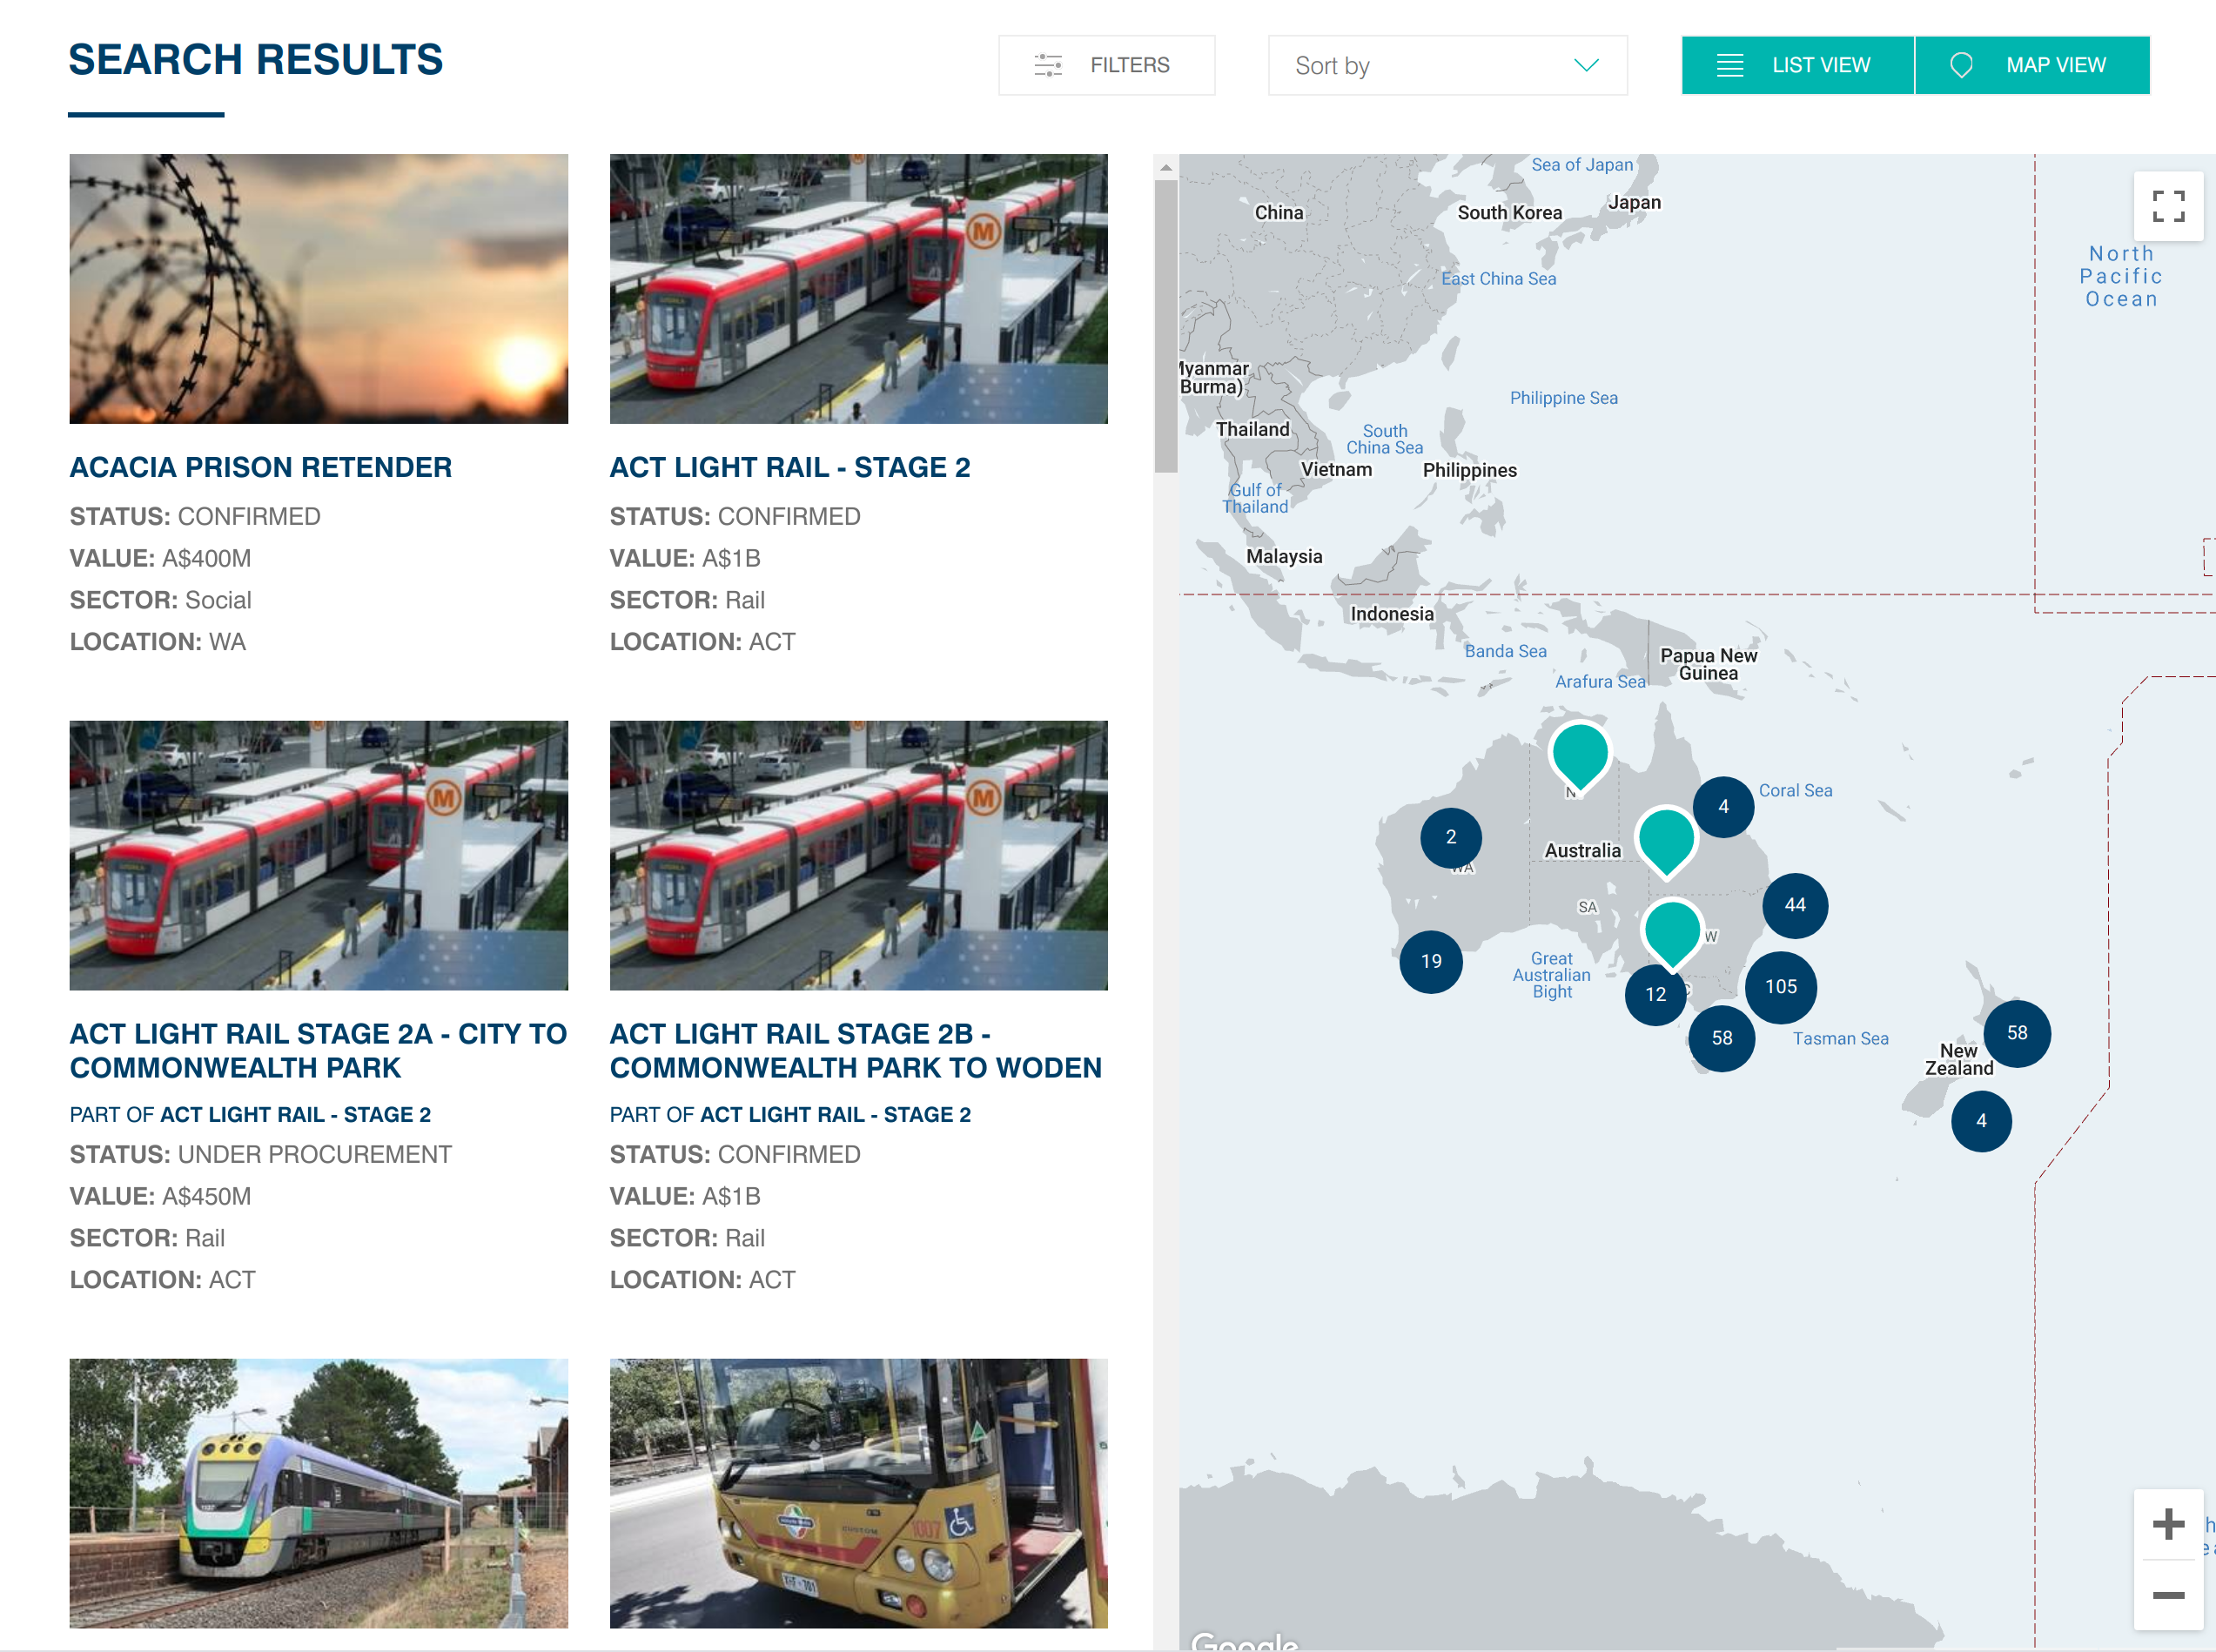 SEARCH RESULTS
FILTERS
Sort by
LIST VIEW
MAP VIEW
ACACIA PRISON RETENDER
STATUS: CONFIRMED
VALUE: A$400M
SECTOR: Social
LOCATION: WA
M
ACT LIGHT RAIL - STAGE 2
STATUS: CONFIRMED
VALUE: A$1B
SECTOR: Rail
LOCATION: ACT
M
ACT LIGHT RAIL STAGE 2A - CITY TO
COMMONWEALTH PARK
PART OF ACT LIGHT RAIL - STAGE 2
STATUS: UNDER PROCUREMENT
VALUE: A$450M
SECTOR: Rail
LOCATION: ACT
M
ACT LIGHT RAIL STAGE 2B -
COMMONWEALTH PARK TO WODEN
PART OF ACT LIGHT RAIL - STAGE 2
STATUS: CONFIRMED
VALUE: A$1B
SECTOR: Rail
LOCATION: ACT
CUSTOM
1007
Sea of Japan
China
South Korea
Japan
North
Pacific
Ocean
East China Sea
Myanmar
(Burma)
Philippine Sea
Thailand
South
China Sea
Vietnam
Philippines
Gulf of
Thailand
Malaysia
Indonesia
Banda Sea
Papua New
Guinea
Arafura Sea
N
4
Coral Sea
2
WA
Australia
44
SA
W
19
Great
Australian
Bight
12
C
105
58
Tasman Sea
58
New
Zealand
4
Google